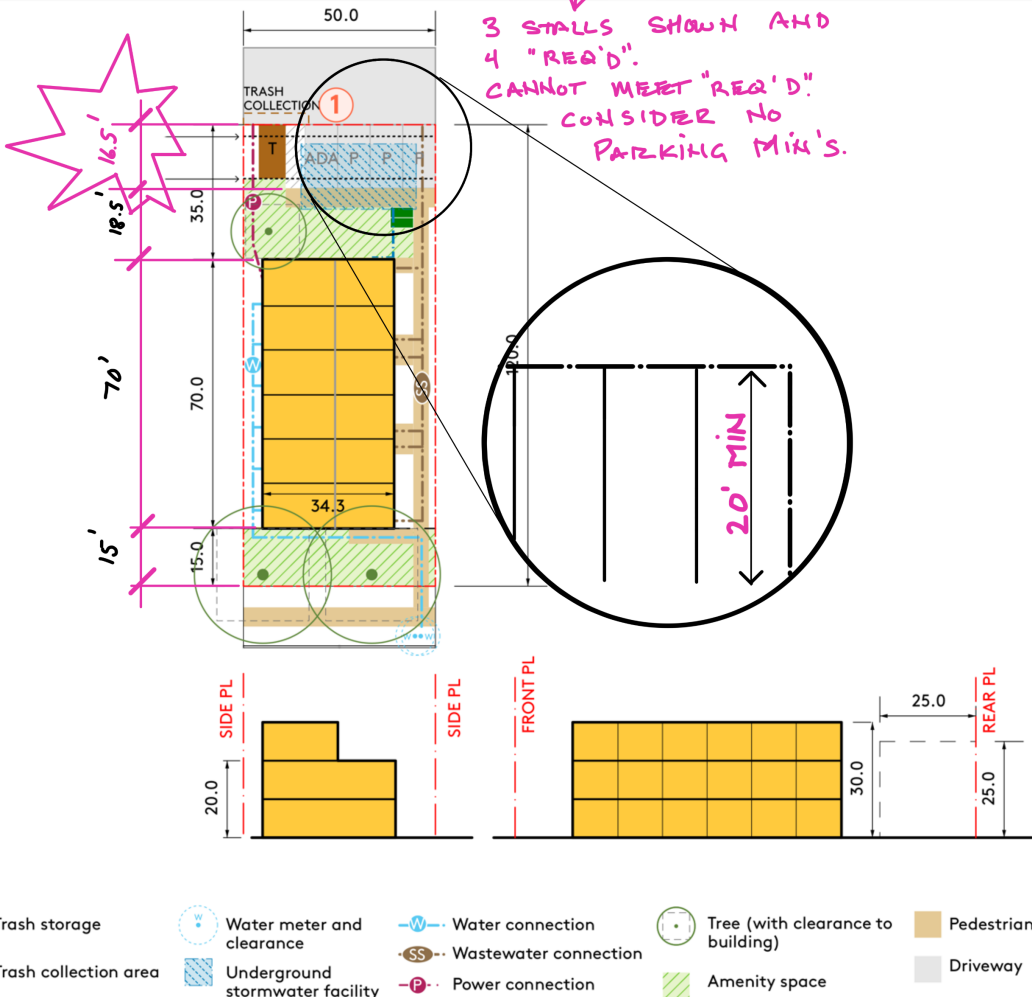 50.0
3 STALLS SHOWN AND
4 "REQ'D".
CANNOT MEET "REQ'D".
CONSIDER NO
PARKING MIN'S.
TRASH
COLLECTION
1
T
ADA P P P
P
16.5'
18.5'
35.0
120.0
70'
70.0
W
SS
20' MIN
34.3
15'
15.0
W W
SIDE PL
SIDE PL
FRONT PL
REAR PL
25.0
20.0
30.0
25.0
Trash storage
W
Water meter and
clearance
W
Water connection
Tree (with clearance to
building)
Pedestrian
SS
Wastewater connection
Trash collection area
Underground
stormwater facility
P
Power connection
Amenity space
Driveway